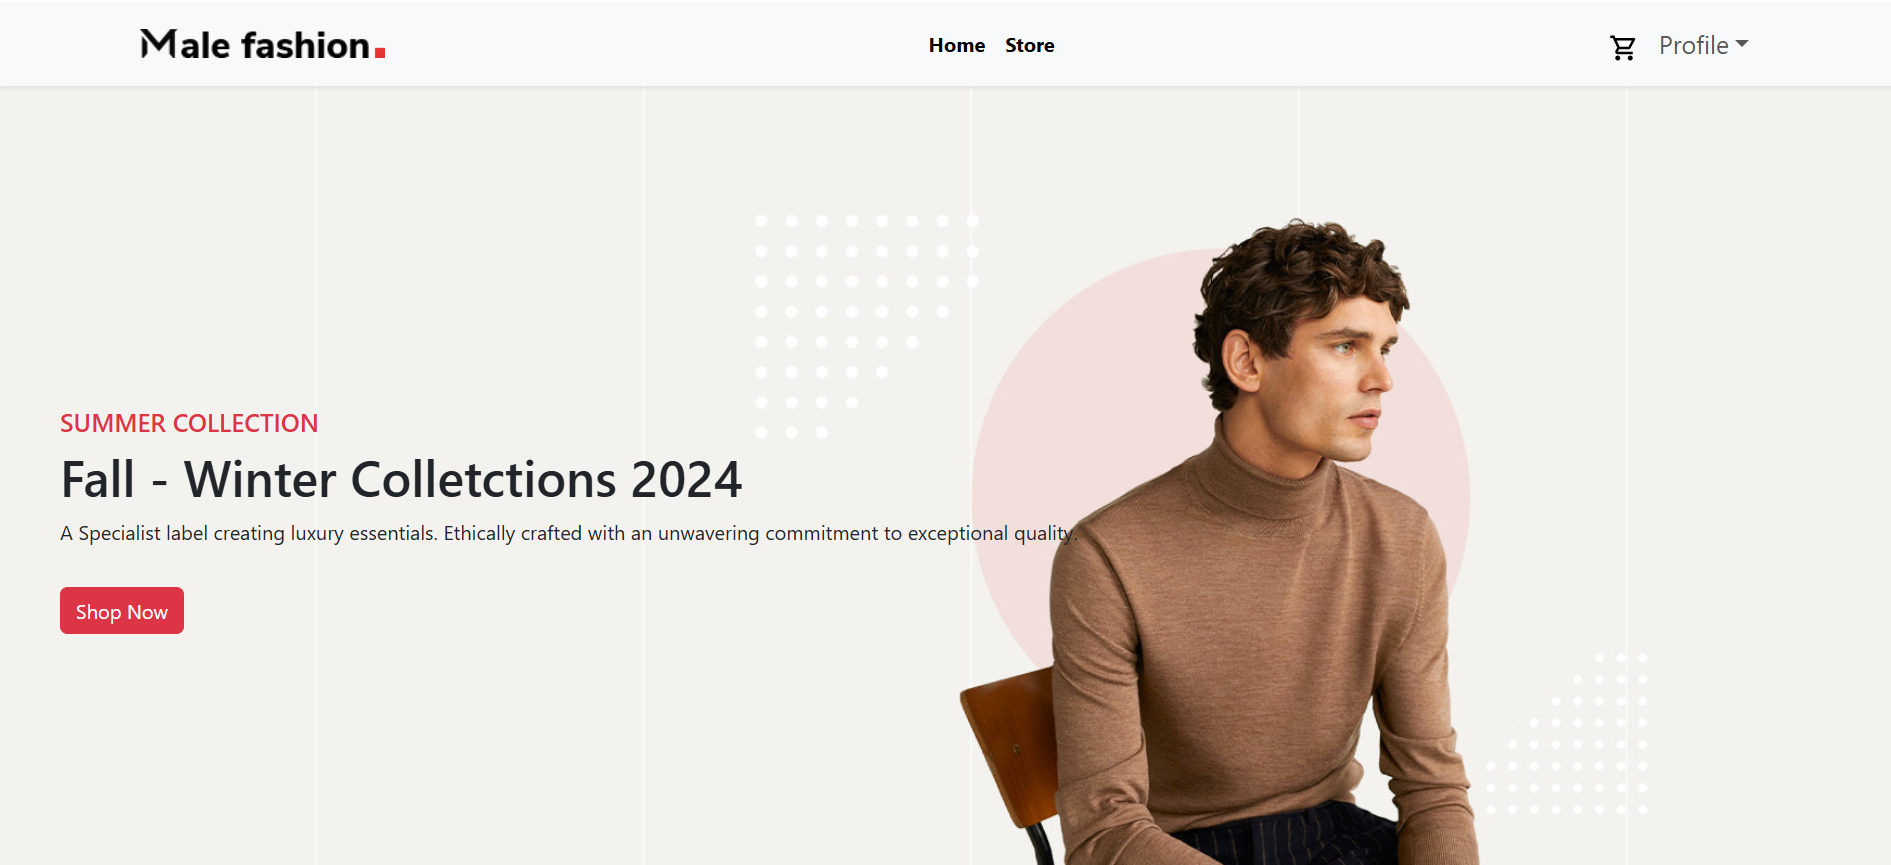 Male fashion.
Home Store
Profile
SUMMER COLLECTION
Fall - Winter Colletctions 2024
A Specialist label creating luxury essentials. Ethically crafted with an unwavering commitment to exceptional quality.
Shop Now